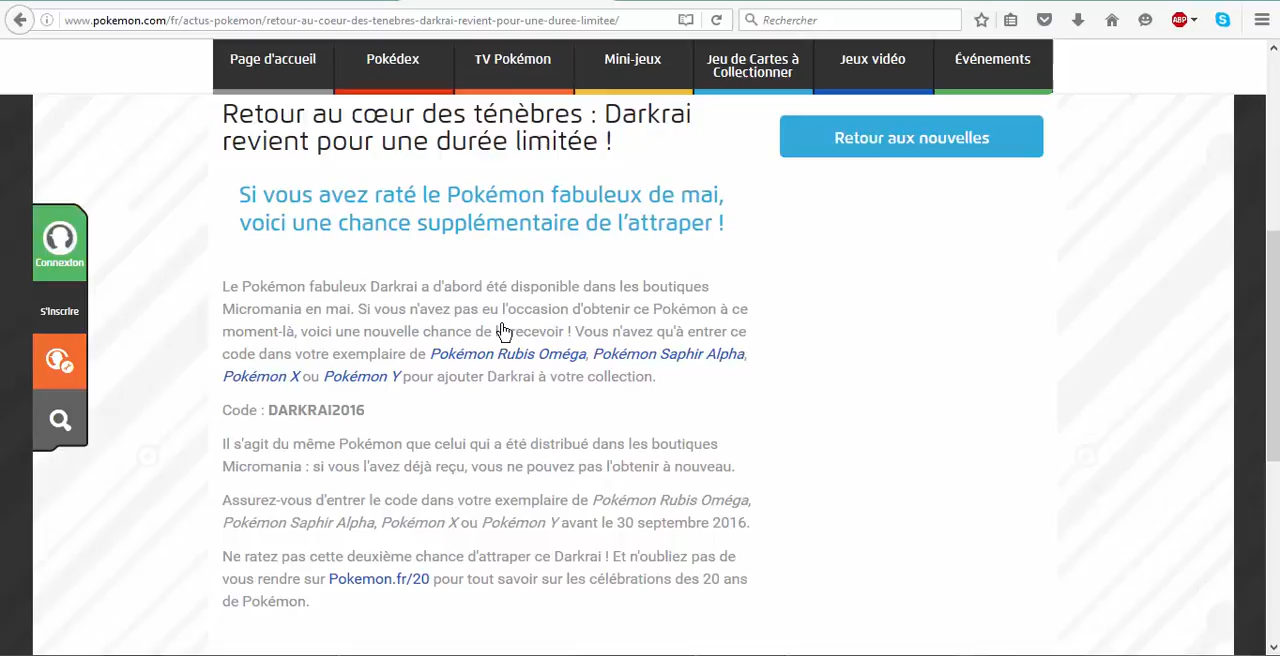 www.pokemon.com/fr/actus-pokemon/retour-au-coeur-des-tenebres-darkrai-revient-pour-une-duree-limitee/
Rechercher
ABP
Page d'accueil
Pokédex
TV Pokémon
Mini-jeux
Jeu de Cartes à
Collectionner
Jeux vidéo
Événements
Retour au cœur des ténèbres : Darkrai
revient pour une durée limitée !
Retour aux nouvelles
Si vous avez raté le Pokémon fabuleux de mai,
voici une chance supplémentaire de l'attraper !
Connexion
S'inscrire
Le Pokémon fabuleux Darkrai a d'abord été disponible dans les boutiques
Micromania en mai. Si vous n'avez pas eu l'occasion d'obtenir ce Pokémon à ce
moment-là, voici une nouvelle chance de recevoir ! Vous n'avez qu'à entrer ce
code dans votre exemplaire de Pokémon Rubis Oméga, Pokémon Saphir Alpha,
Pokémon X ou Pokémon Y pour ajouter Darkrai à votre collection.
Code : DARKRAI2016
Il s'agit du même Pokémon que celui qui a été distribué dans les boutiques
Micromania : si vous l'avez déjà reçu, vous ne pouvez pas l'obtenir à nouveau.
Assurez-vous d'entrer le code dans votre exemplaire de Pokémon Rubis Oméga,
Pokémon Saphir Alpha, Pokémon X ou Pokémon Y avant le 30 septembre 2016.
Ne ratez pas cette deuxième chance d'attraper ce Darkrai ! Et n'oubliez pas de
vous rendre sur Pokemon.fr/20 pour tout savoir sur les célébrations des 20 ans
de Pokémon.